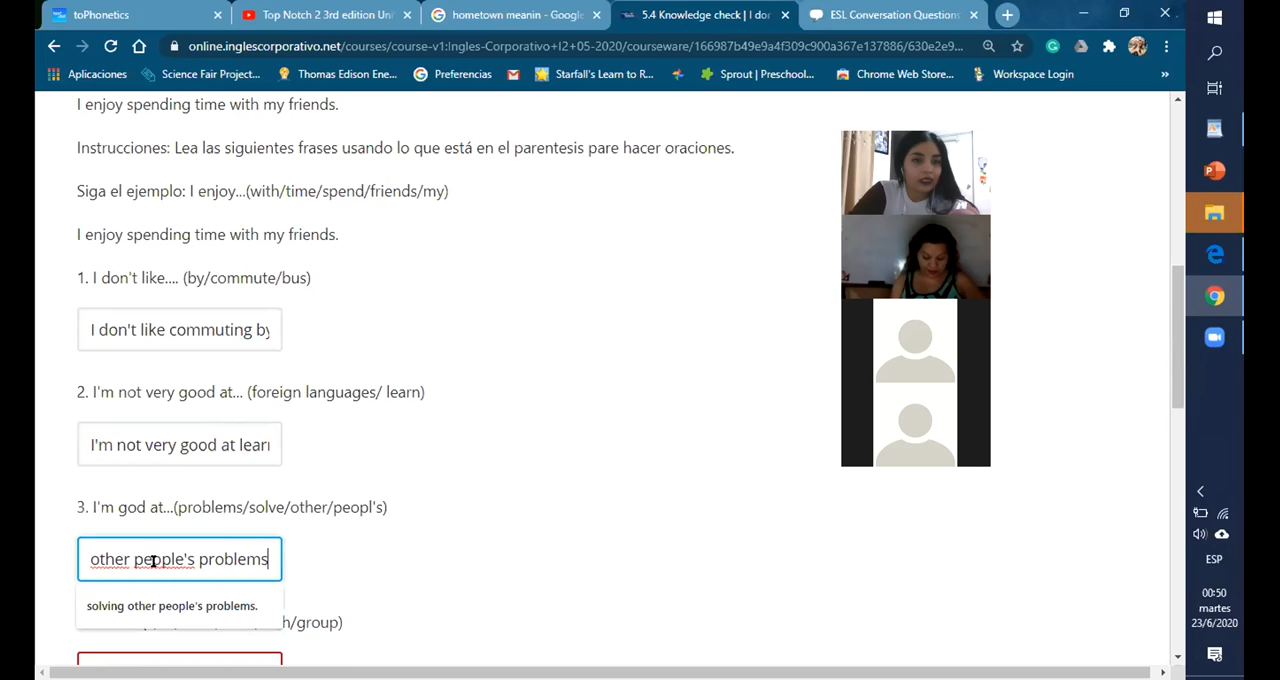 toPhonetics
Top Notch 2 3rd edition Uni
hometown meanin - Google
5.4 Knowledge check | I don
ESL Conversation Questions
online.inglescorporativo.net/courses/course-v1:Ingles-Corporativo+I2+05-2020/courseware/166987b49e9a4f309c900a367e137886/630e2e9...
Aplicaciones
Science Fair Project...
Thomas Edison Ene...
Preferencias
Starfall's Learn to R...
Sprout | Preschool...
Chrome Web Store...
Workspace Login
I enjoy spending time with my friends.
Instrucciones: Lea las siguientes frases usando lo que está en el parentesis pare hacer oraciones.
Siga el ejemplo: I enjoy...(with/time/spend/friends/my)
I enjoy spending time with my friends.
1. I don't like.... (by/commute/bus)
I don't like commuting by
2. I'm not very good at... (foreign languages/ learn)
I'm not very good at learn
3. I'm god at...(problems/solve/other/peopl's)
other people's problems
solving other people's problems.
h/group)
ESP
00:50
martes
23/6/2020